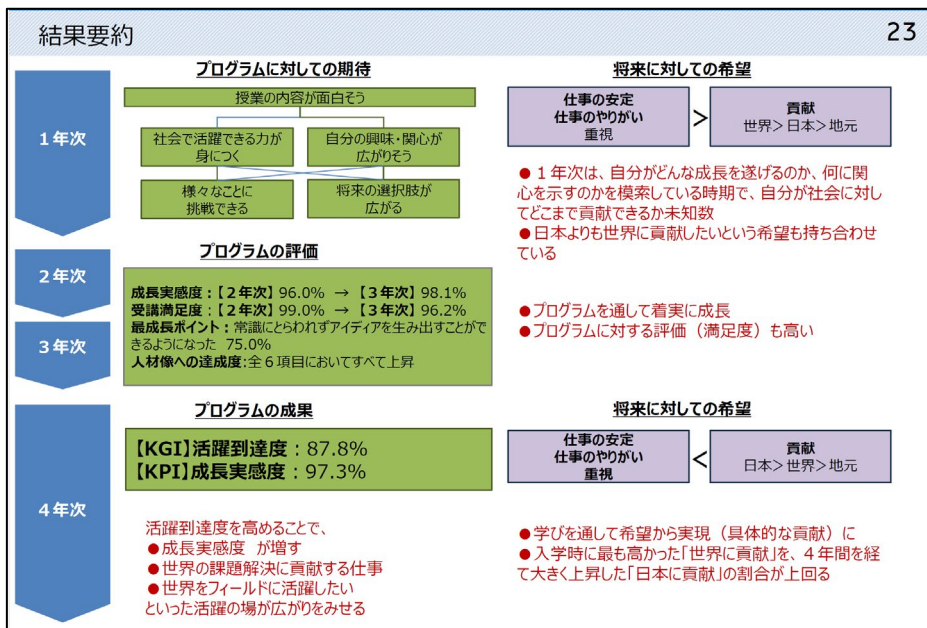 結果要約
23
プログラムに対しての期待
授業の内容が面白そう
社会で活躍できる力が
身につく
自分の興味・関心が
広がりそう
様々なことに
挑戦できる
将来の選択肢が
広がる
将来に対しての希望
仕事の安定
仕事のやりがい
重視
>
貢献
世界>日本>地元
●１年次は、自分がどんな成長を遂げるのか、何に関
心を示すのかを模索している時期で、自分が社会に対し
てどこまで貢献できるか未知数
●日本よりも世界に貢献したいという希望も持ち合わせ
ている
１年次
プログラムの評価
２年次
３年次
成長実感度：【２年次】96.0% → 【３年次】98.1%
受講満足度：【２年次】99.0% → 【３年次】96.2%
最成長ポイント：常識にとらわれずアイディアを生み出すことがで
きるようになった 75.0%
人材像への達成度:全６項目においてすべて上昇
●プログラムを通して着実に成長
●プログラムに対する評価（満足度）も高い
４年次
プログラムの成果
【KGI】活躍到達度：87.8%
【KPI】成長実感度：97.3%
活躍到達度を高めることで、
●成長実感度 が増す
●世界の課題解決に貢献する仕事
●世界をフィールドに活躍したい
といった活躍の場が広がりをみせる
将来に対しての希望
仕事の安定
仕事のやりがい
重視
<
貢献
日本>世界>地元
●学びを通して希望から実現（具体的な貢献）に
●入学時に最も高かった「世界に貢献」を、４年間を経
て大きく上昇した「日本に貢献」の割合が上回る